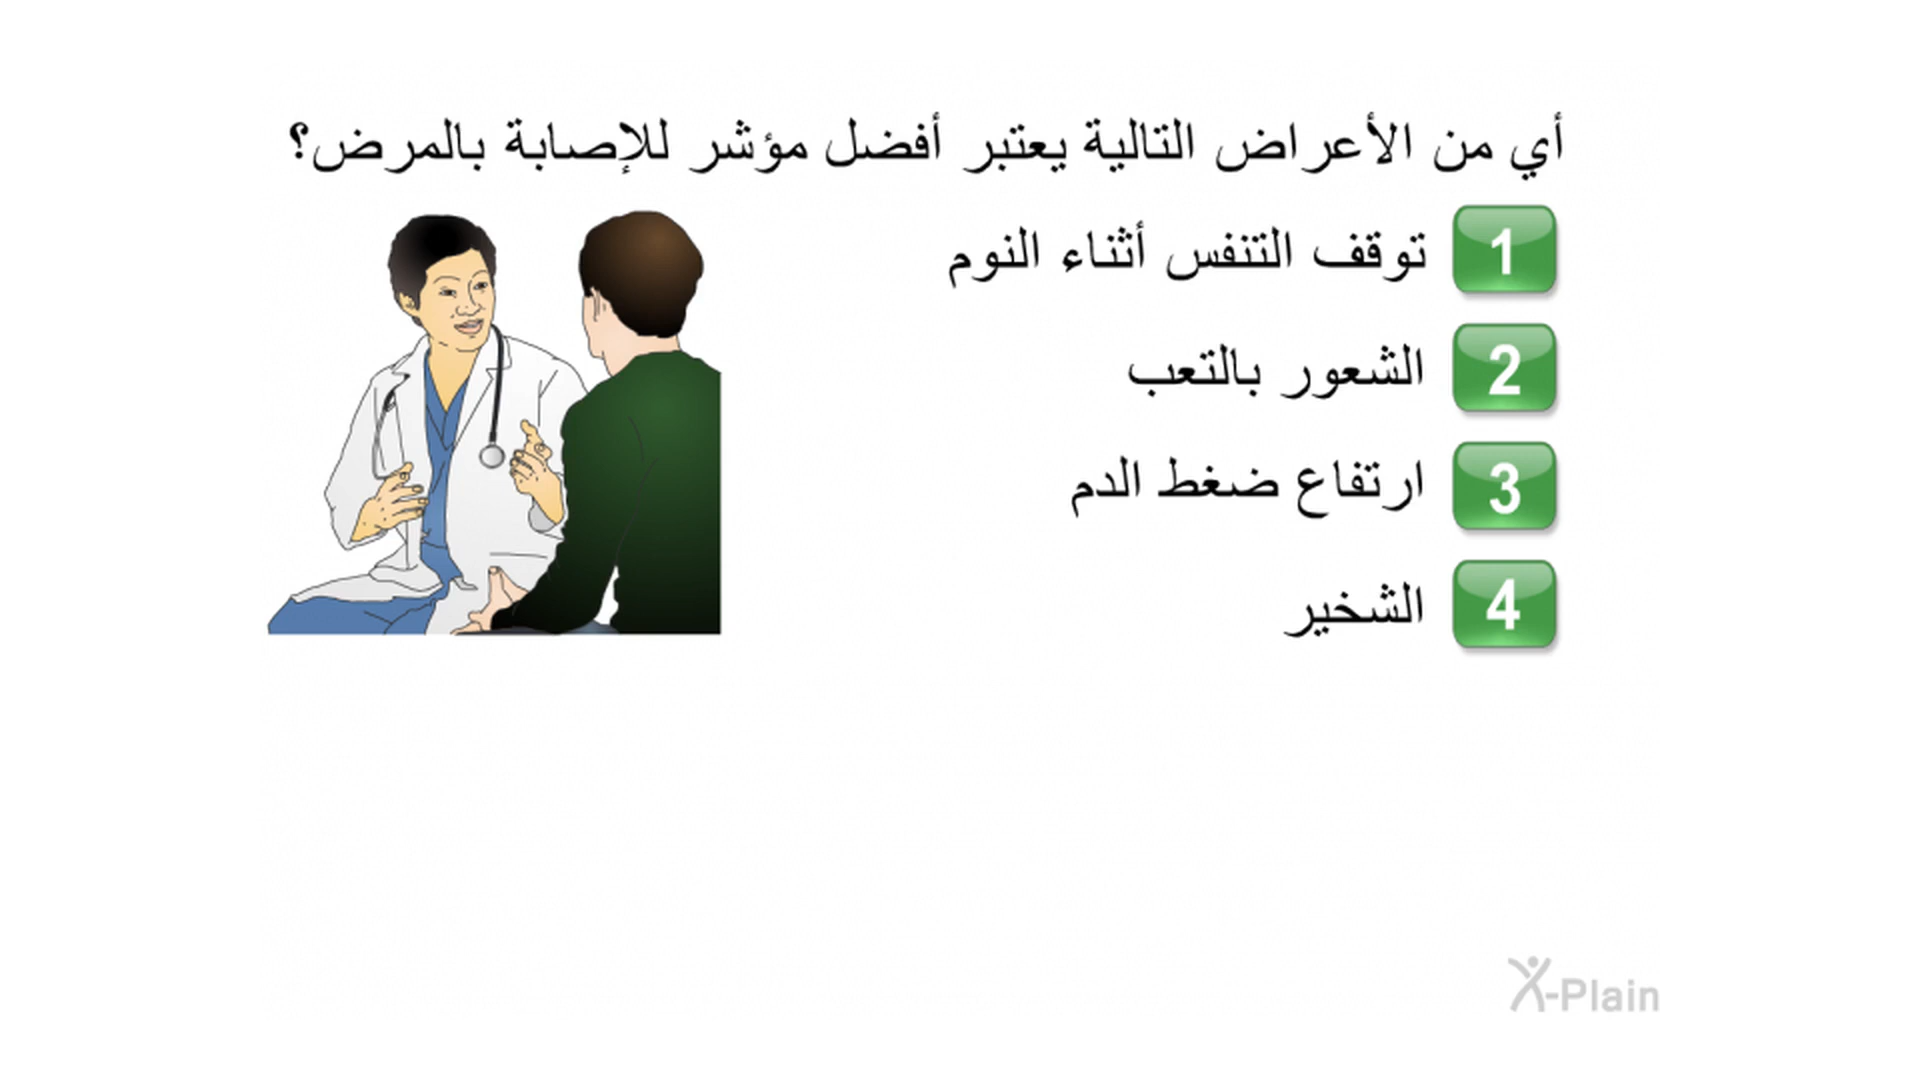 أي من الأعراض التالية يعتبر أفضل مؤشر للإصابة بالمرض؟
1 توقف التنفس أثناء النوم
2 الشعور بالتعب
3 ارتفاع ضغط الدم
4 الشخير
X-Plain